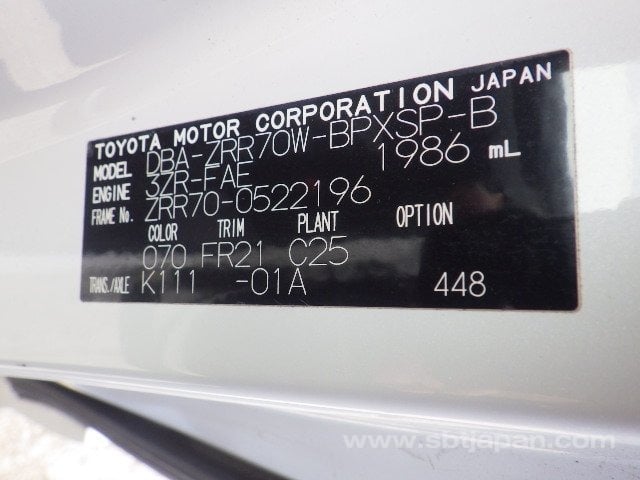 TOYOTA MOTOR CORPORATION JAPAN
MODEL DBA-ZRR70W-BPXSP-B
ENGINE 3ZR-FAE 1986 mL
FRAME No. ZRR70-0522196
COLOR TRIM PLANT OPTION
070 FR21 C25
TRANS./AXLE K111 -01A 448
www.sbtjapan.com